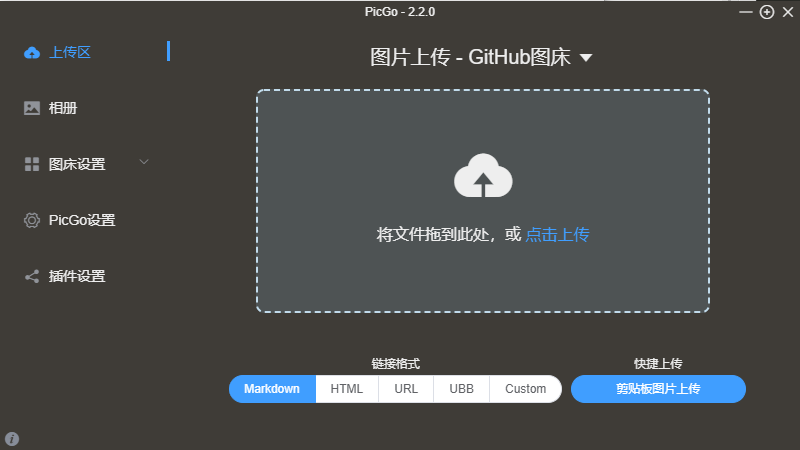 PicGo - 2.2.0
上传区
相册
图床设置
PicGo设置
插件设置
图片上传 - GitHub图床
将文件拖到此处，或 点击上传
链接格式
Markdown HTML URL UBB Custom
快捷上传
剪贴板图片上传